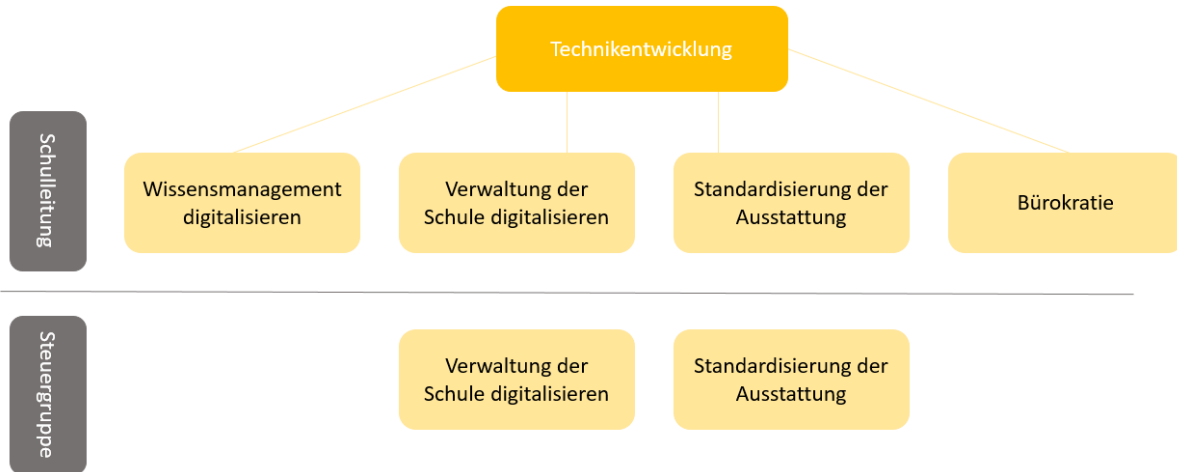 Technikentwicklung
Schulleitung
Wissensmanagement
digitalisieren
Verwaltung der
Schule digitalisieren
Standardisierung der
Ausstattung
Bürokratie
Steuergruppe
Verwaltung der
Schule digitalisieren
Standardisierung der
Ausstattung